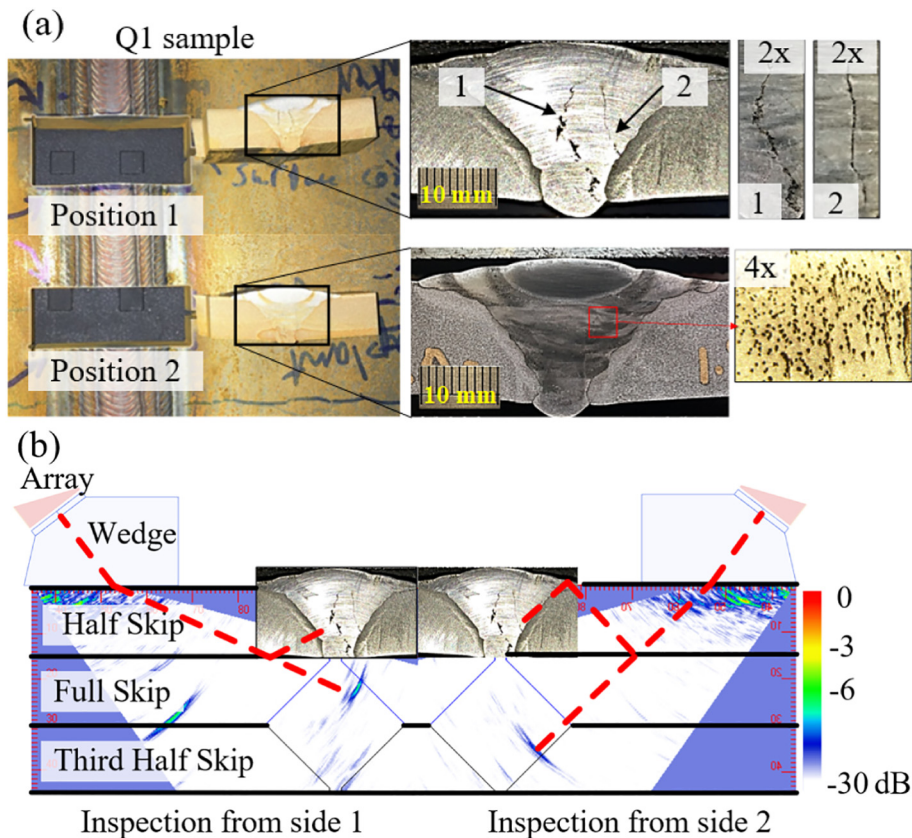 (a)
Q1 sample
Position 1
Position 2
1
2
10 mm
2x
2x
1
2
10 mm
4x
(b)
Array
Wedge
Half Skip
Full Skip
Third Half Skip
0
-3
-6
-30 dB
Inspection from side 1
Inspection from side 2